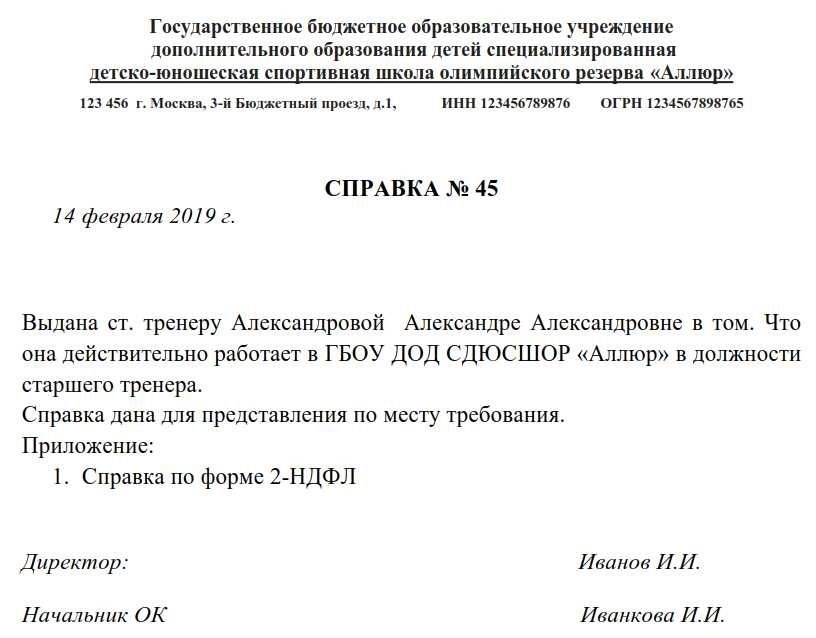 Государственное бюджетное образовательное учреждение
дополнительного образования детей специализированная
детско-юношеская спортивная школа олимпийского резерва «Аллюр»
123 456 г. Москва, 3-й Бюджетный проезд, д.1, ИНН 123456789876 ОГРН 1234567898765
СПРАВКА № 45
14 февраля 2019 г.
Выдана ст. тренеру Александровой Александре Александровне в том. Что
она действительно работает в ГБОУ ДОД СДЮСШОР «Аллюр» в должности
старшего тренера.
Справка дана для представления по месту требования.
Приложение:
1. Справка по форме 2-НДФЛ
Директор: Иванов И.И.
Начальник ОК Иванкова И.И.